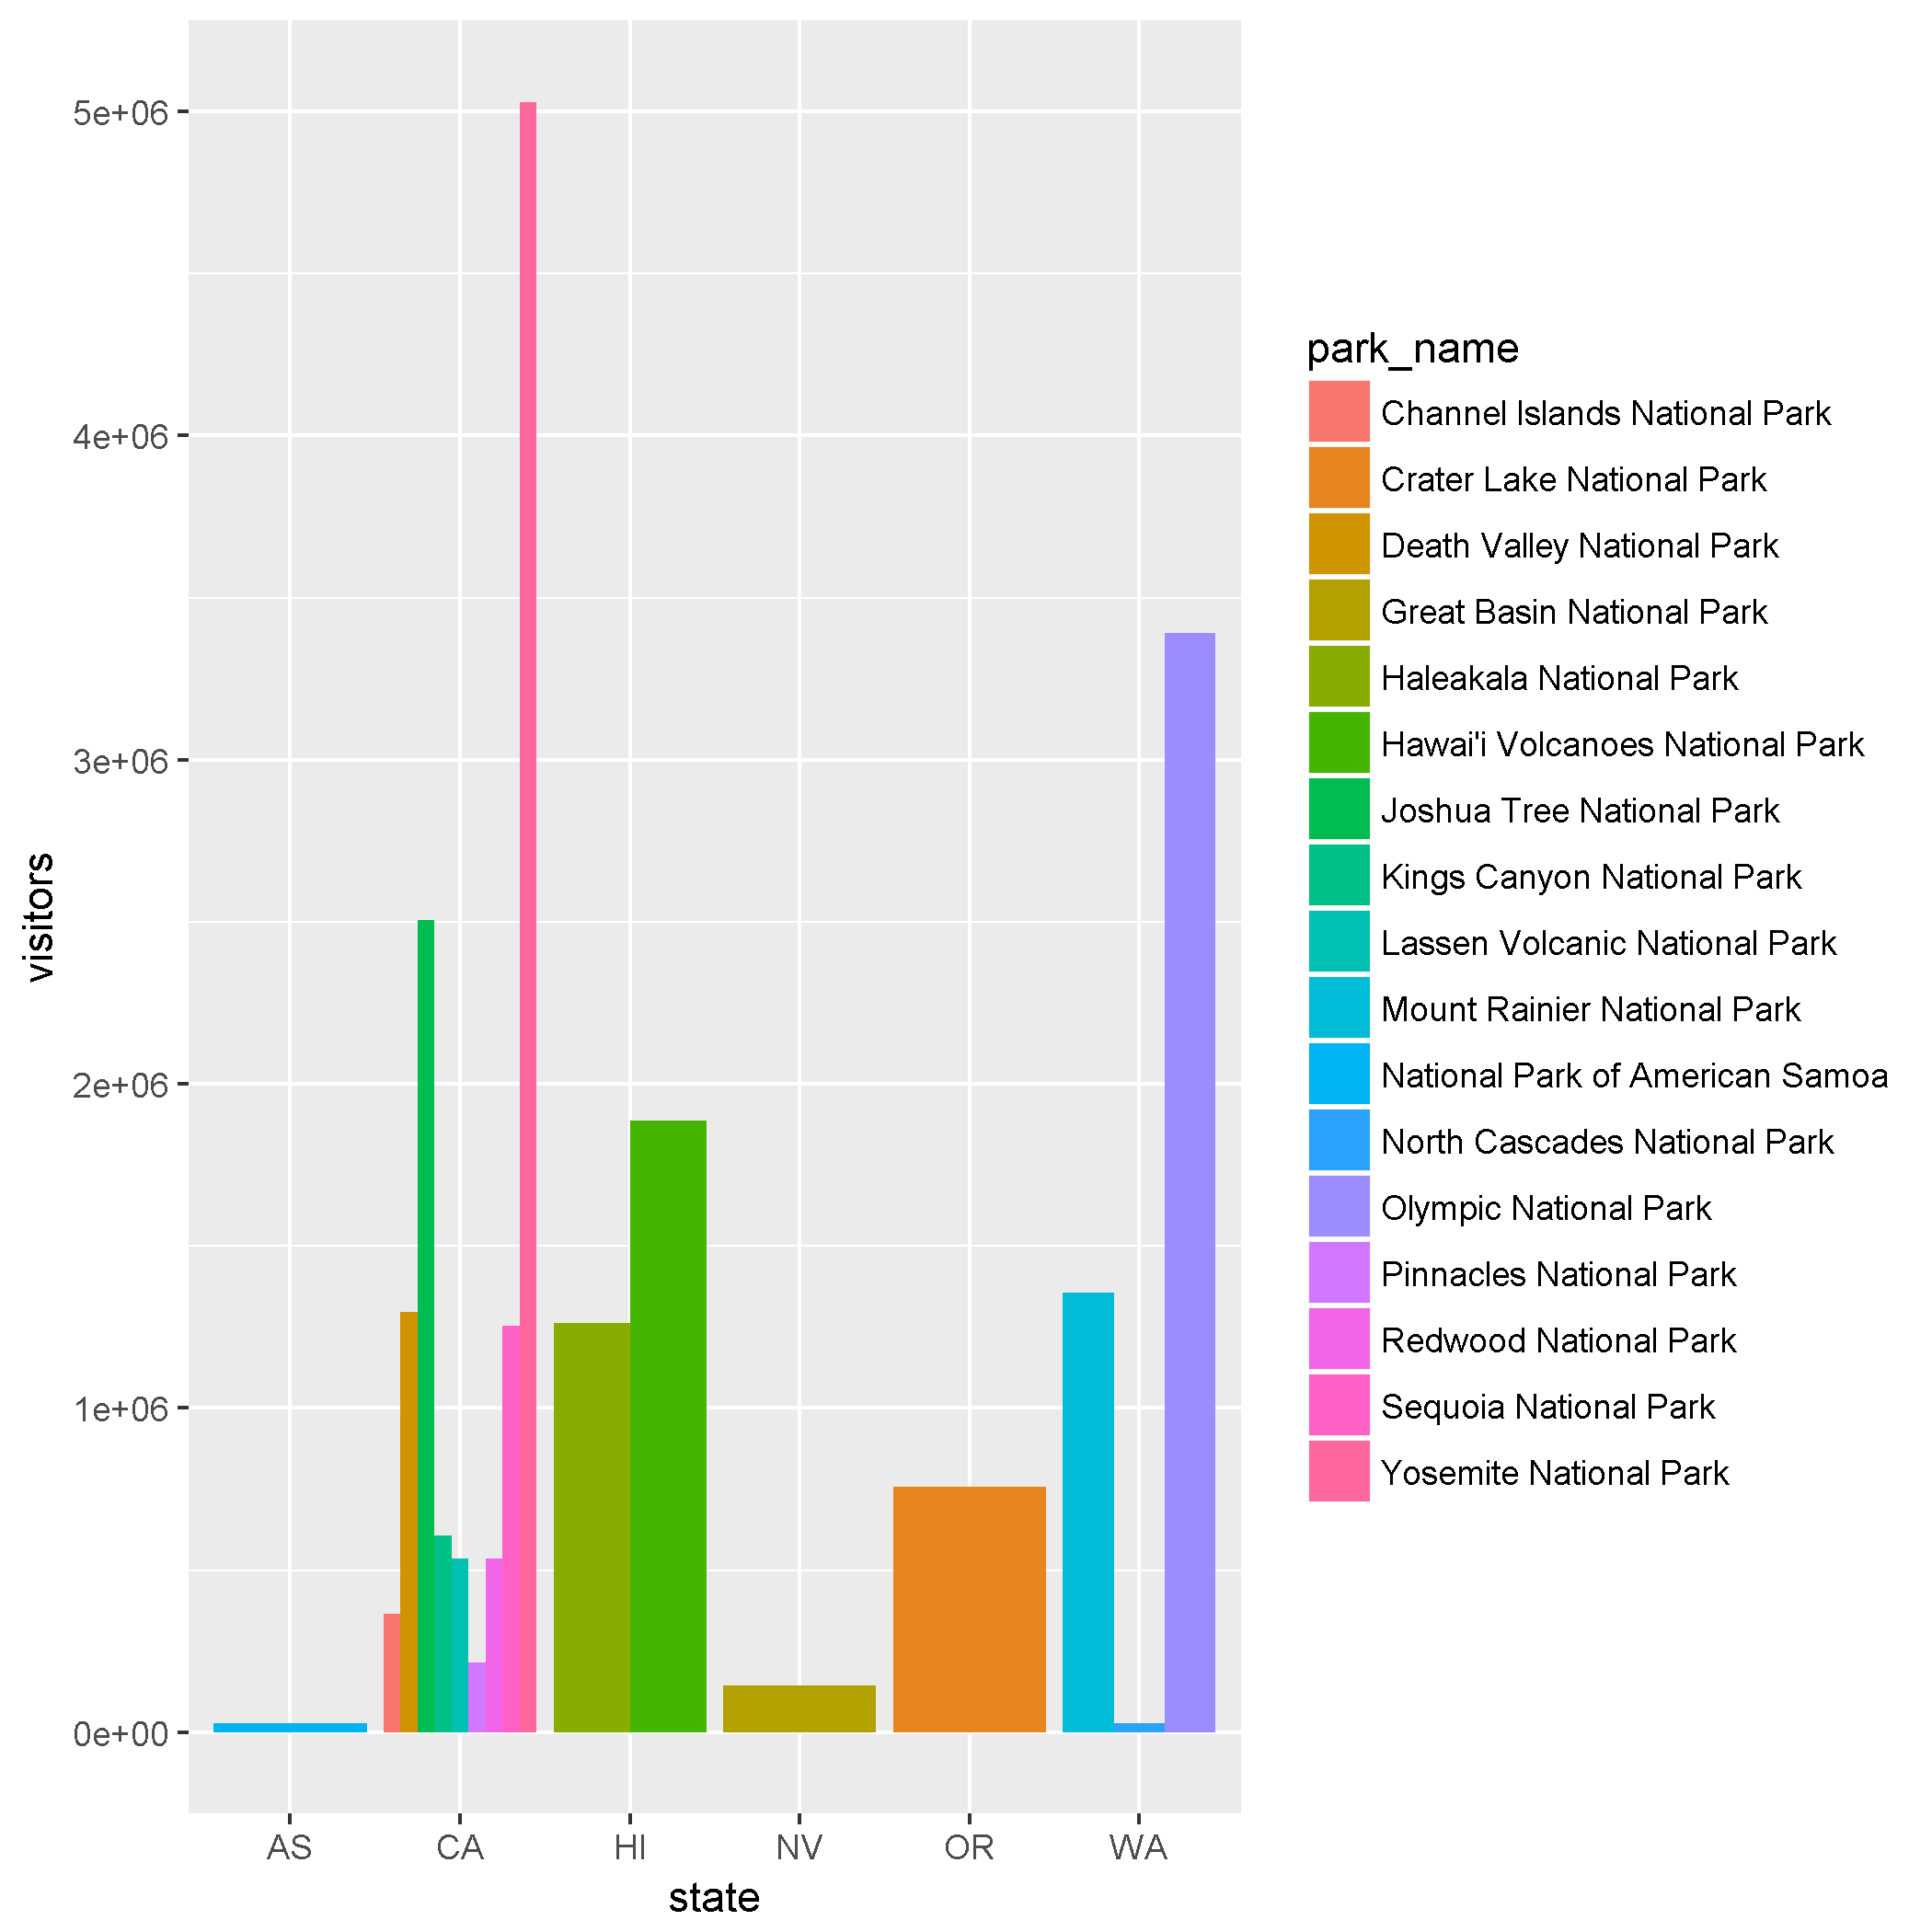 5e+06
4e+06
3e+06
2e+06
1e+06
0e+00
visitors
AS CA HI NV OR WA
state
park_name
Channel Islands National Park
Crater Lake National Park
Death Valley National Park
Great Basin National Park
Haleakala National Park
Hawai'i Volcanoes National Park
Joshua Tree National Park
Kings Canyon National Park
Lassen Volcanic National Park
Mount Rainier National Park
National Park of American Samoa
North Cascades National Park
Olympic National Park
Pinnacles National Park
Redwood National Park
Sequoia National Park
Yosemite National Park